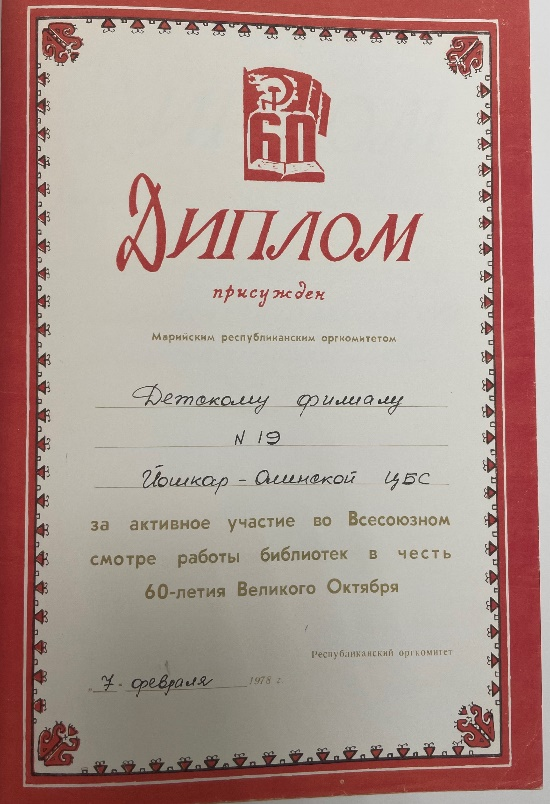 60
ДИПЛОМ
присужден
Марийским республиканским оргкомитетом
Детскому филиалу
N 19
Йошкар-Олинской ЦБС
за активное участие во Всесоюзном
смотре работы библиотек в честь
60-летия Великого Октября
Республиканский оргкомитет
„ 7 - февраля 1978 г.